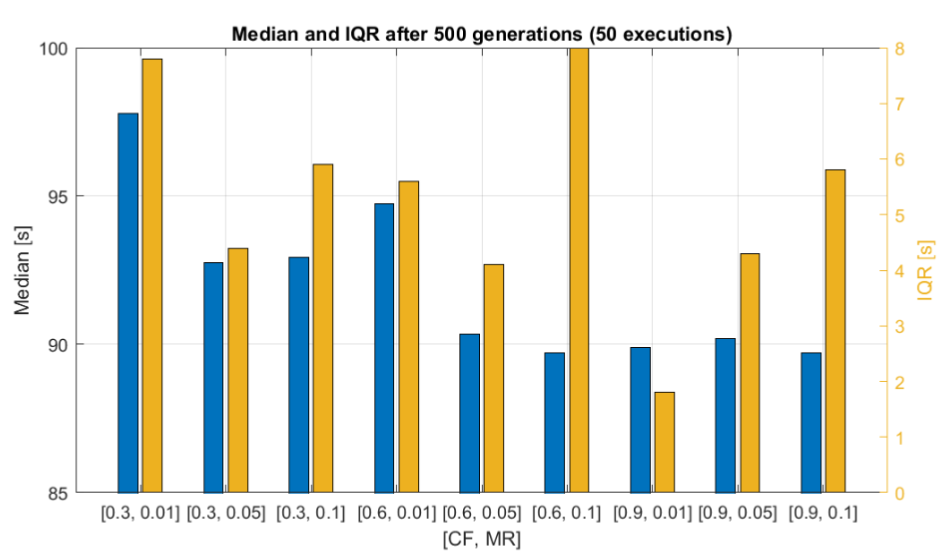 Median and IQR after 500 generations (50 executions)
100
95
90
85
Median [s]
8
7
6
5
4
3
2
1
0
IQR [s]
[0.3, 0.01] [0.3, 0.05] [0.3, 0.1] [0.6, 0.01] [0.6, 0.05] [0.6, 0.1] [0.9, 0.01] [0.9, 0.05] [0.9, 0.1]
[CF, MR]